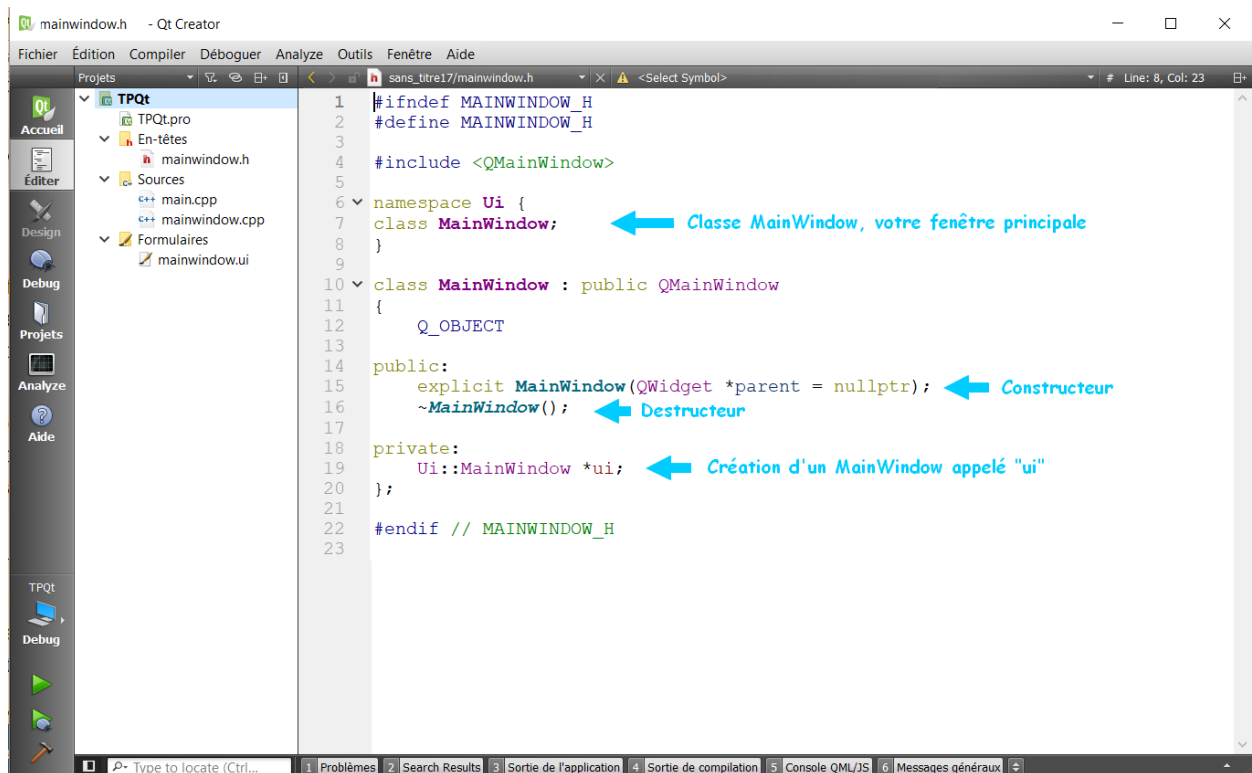 mainwindow.h - Qt Creator
Fichier Édition Compiler Déboguer Analyze Outils Fenêtre Aide
Projets
sans_titre17/mainwindow.h
<Select Symbol>
# Line: 8, Col: 23
Accueil
Éditer
Design
Debug
Projets
Analyze
Aide
TPQt
Debug
TPQt
TPQt.pro
En-têtes
mainwindow.h
Sources
main.cpp
mainwindow.cpp
Formulaires
mainwindow.ui
1 #ifndef MAINWINDOW_H
2 #define MAINWINDOW_H
3
4 #include <QMainWindow>
5
6 namespace Ui {
7 class MainWindow; Classe MainWindow, votre fenêtre principale
8 }
9
10 class MainWindow : public QMainWindow
11 {
12 Q_OBJECT
13
14 public:
15 explicit MainWindow(QWidget *parent = nullptr); Constructeur
16 ~MainWindow(); Destructeur
17
18 private:
19 Ui::MainWindow *ui; Création d'un MainWindow appelé "ui"
20 };
21
22 #endif // MAINWINDOW_H
23
Type to locate (Ctrl...
1 Problèmes 2 Search Results 3 Sortie de l'application 4 Sortie de compilation 5 Console QML/JS 6 Messages généraux